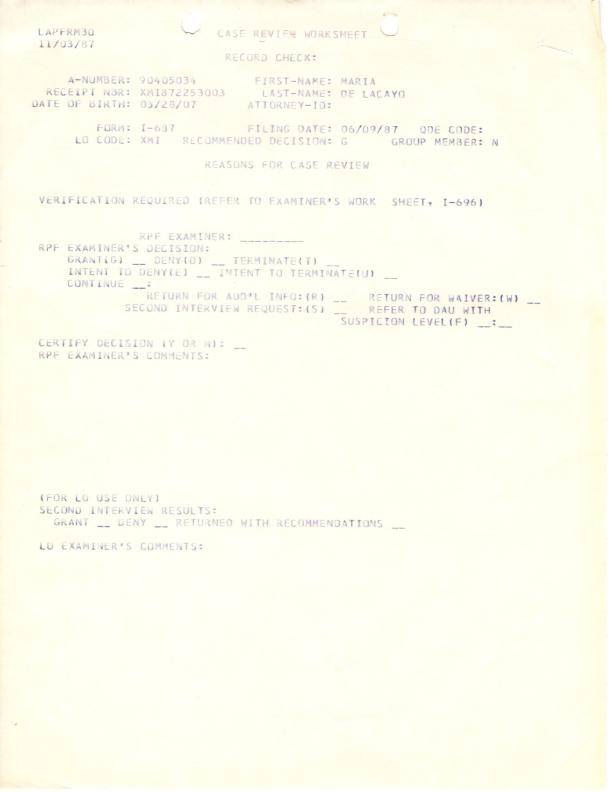 LAPFRM30 CASE REVIEW WORKSHEET
11/03/87
RECORD CHECK:
A-NUMBER: 90405034 FIRST-NAME: MARIA
RECEIPT NBR: XMI872253003 LAST-NAME: DE LACAYO
DATE OF BIRTH: 03/28/07 ATTORNEY-ID:
FORM: I-687 FILING DATE: 06/09/87 QDE CODE:
LO CODE: XMI RECOMMENDED DECISION: G GROUP MEMBER: N
REASONS FOR CASE REVIEW
VERIFICATION REQUIRED (REFER TO EXAMINER'S WORK SHEET, I-696)
RPF EXAMINER: _________
RPF EXAMINER'S DECISION:
GRANT(G) __ DENY(D) __ TERMINATE(T) __
INTENT TO DENY(E) __ INTENT TO TERMINATE(U) __
CONTINUE __:
RETURN FOR ADD'L INFO:(R) __ RETURN FOR WAIVER:(W) __
SECOND INTERVIEW REQUEST:(S) __ REFER TO DAU WITH
SUSPICION LEVEL(F) __:__
CERTIFY DECISION (Y OR N): __
RPF EXAMINER'S COMMENTS:
(FOR LO USE ONLY)
SECOND INTERVIEW RESULTS:
GRANT __ DENY __ RETURNED WITH RECOMMENDATIONS __
LO EXAMINER'S COMMENTS: